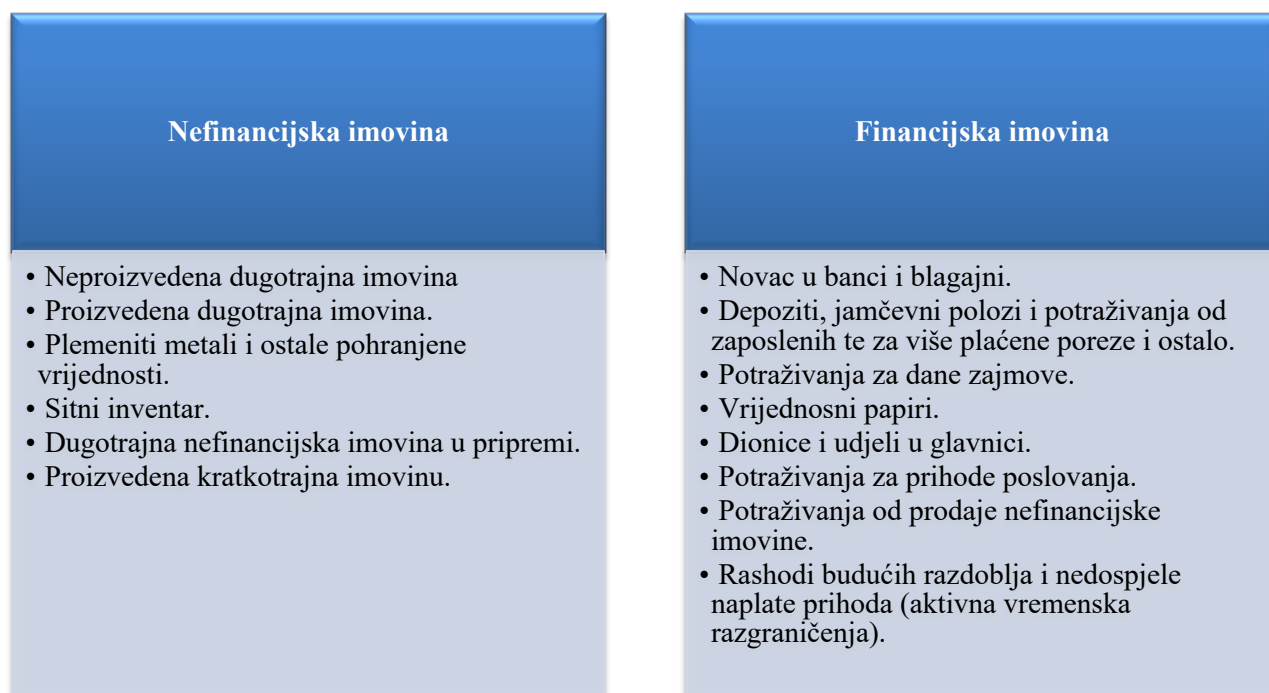 Nefinancijska imovina
• Neproizvedena dugotrajna imovina
• Proizvedena dugotrajna imovina.
• Plemeniti metali i ostale pohranjene
vrijednosti.
• Sitni inventar.
• Dugotrajna nefinancijska imovina u pripremi.
• Proizvedena kratkotrajna imovinu.
Financijska imovina
• Novac u banci i blagajni.
• Depoziti, jamčevni polozi i potraživanja od
zaposlenih te za više plaćene poreze i ostalo.
• Potraživanja za dane zajmove.
• Vrijednosni papiri.
• Dionice i udjeli u glavnici.
• Potraživanja za prihode poslovanja.
• Potraživanja od prodaje nefinancijske
imovine.
• Rashodi budućih razdoblja i nedospjele
naplate prihoda (aktivna vremenska
razgraničenja).